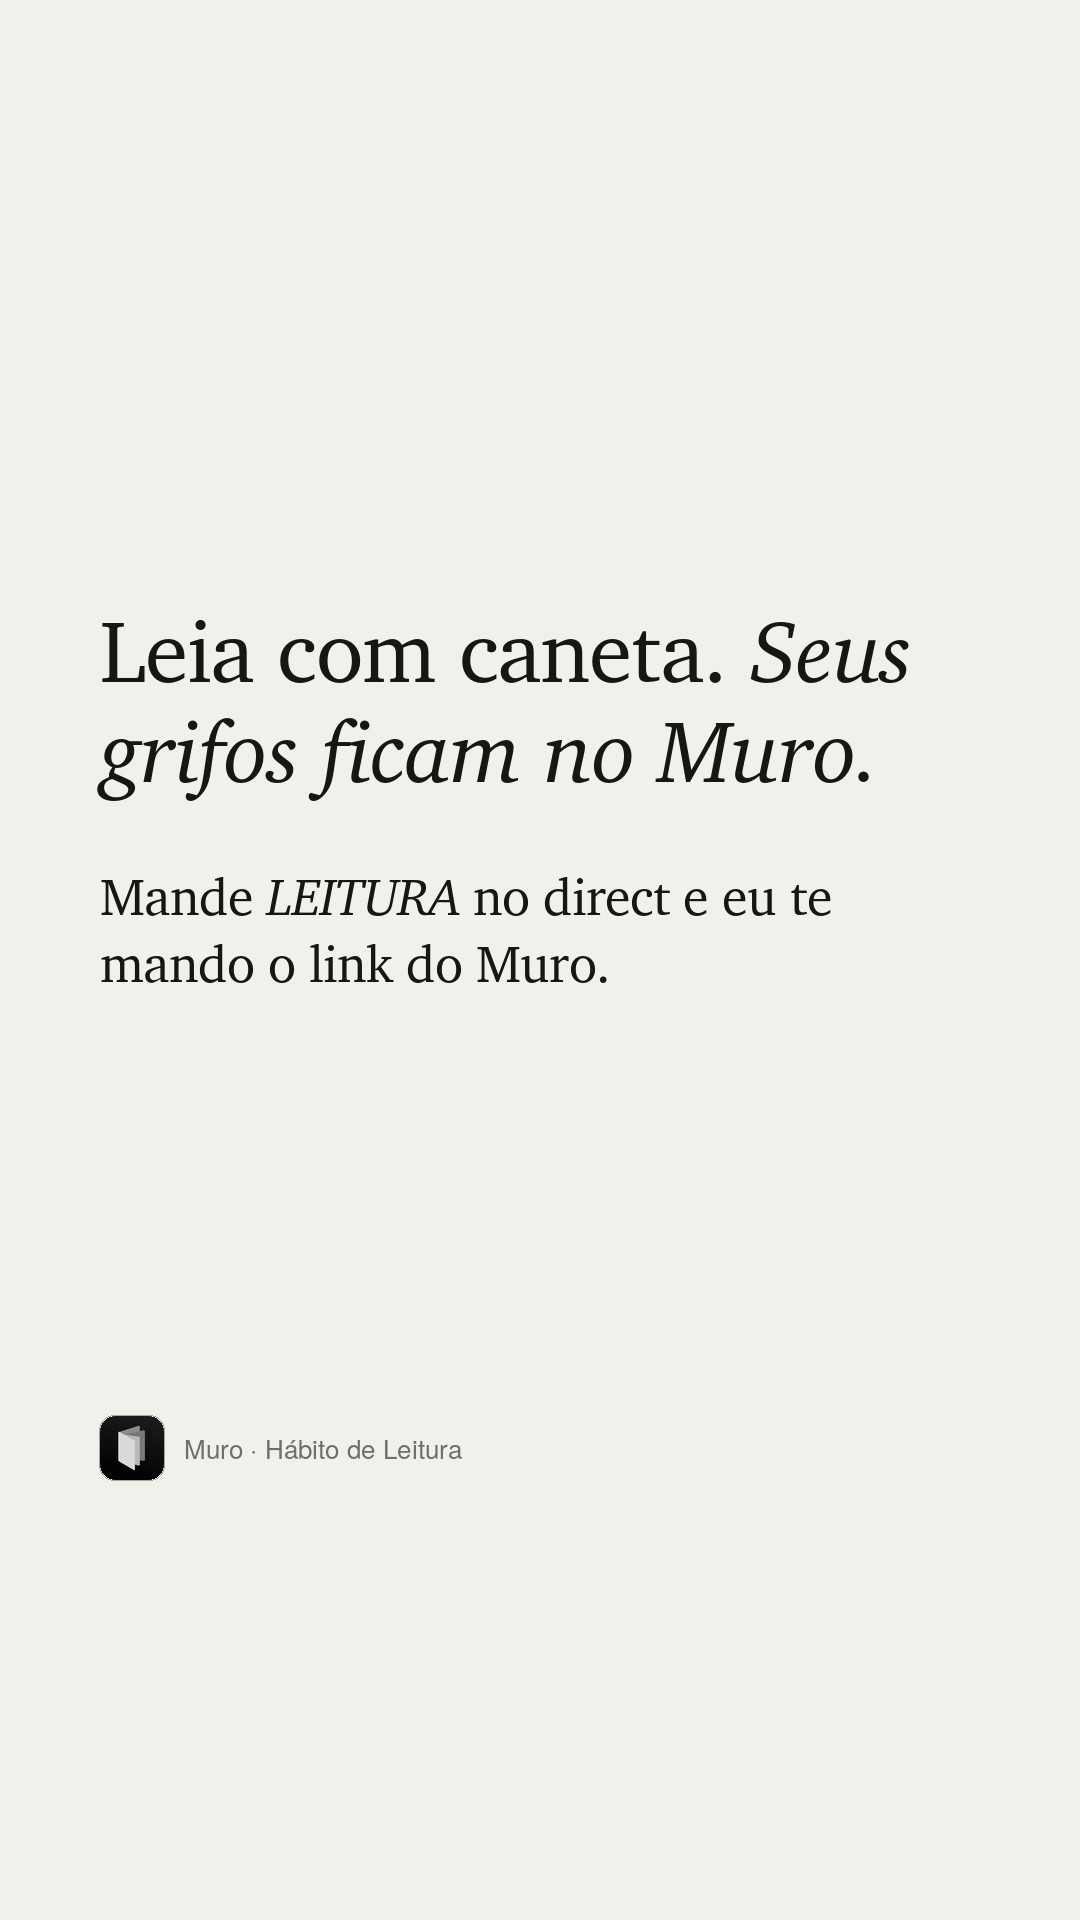 Leia com caneta. Seus
grifos ficam no Muro.
Mande LEITURA no direct e eu te
mando o link do Muro.
Muro · Hábito de Leitura